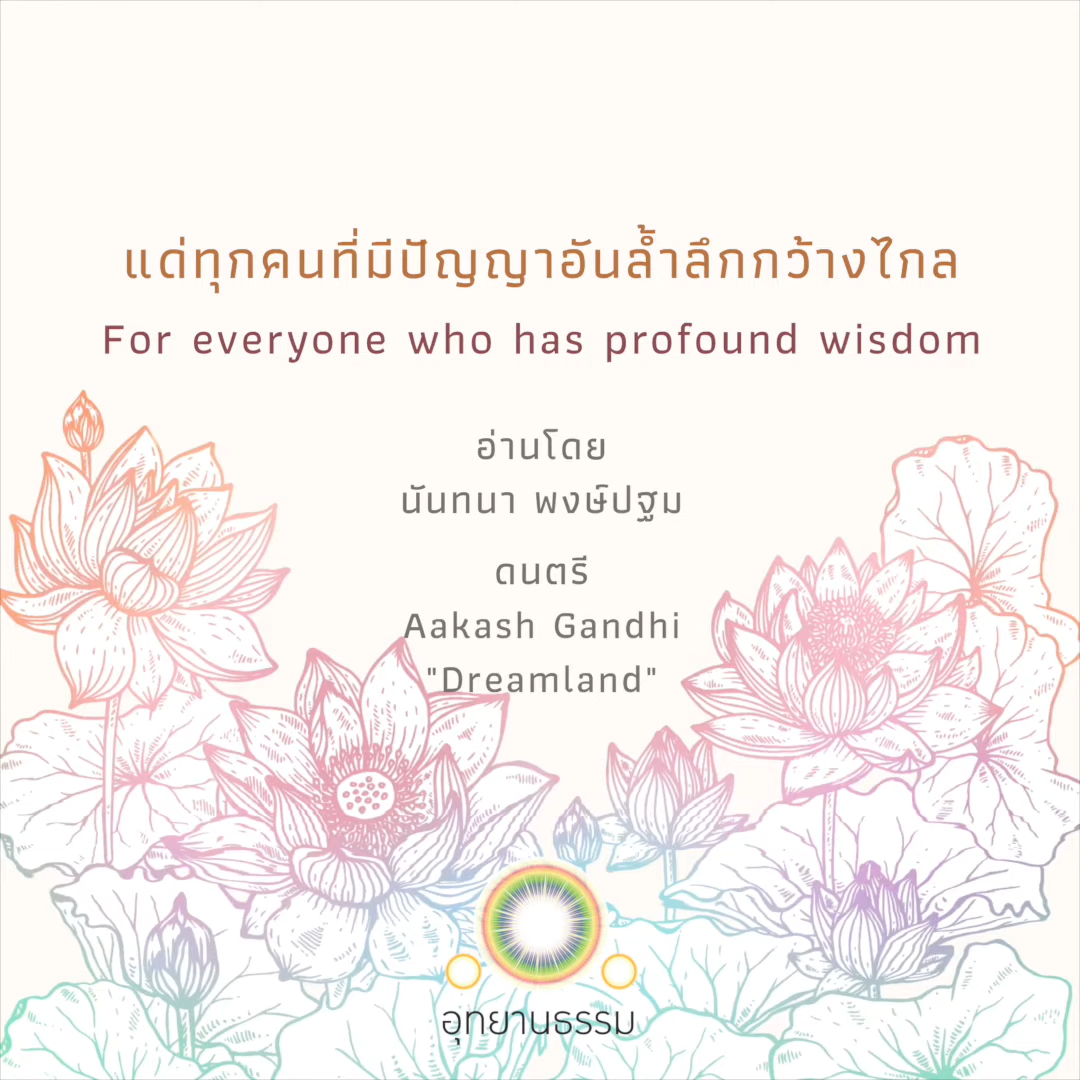 แด่ทุกคนที่มีปัญญาอันล้ำลึกกว้างไกล
For everyone who has profound wisdom
อ่านโดย
นันทนา พงษ์ปฐม
ดนตรี
Aakash Gandhi
"Dreamland"
อุทยานธรรม